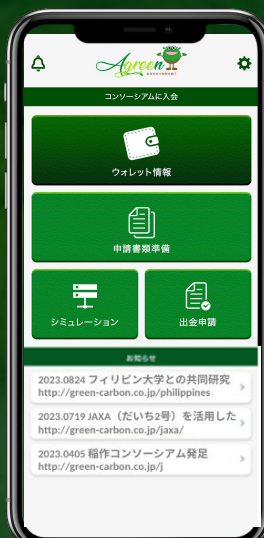 Agreen
コンソーシアムに入会
ウォレット情報
申請書類準備
シミュレーション
出金申請
お知らせ
2023.0824 フィリピン大学との共同研究
http://green-carbon.co.jp/philippines
2023.0719 JAXA（だいち2号）を活用した
http://green-carbon.co.jp/jaxa/
2023.0405 稲作コンソーシアム発足
http://green-carbon.co.jp/j